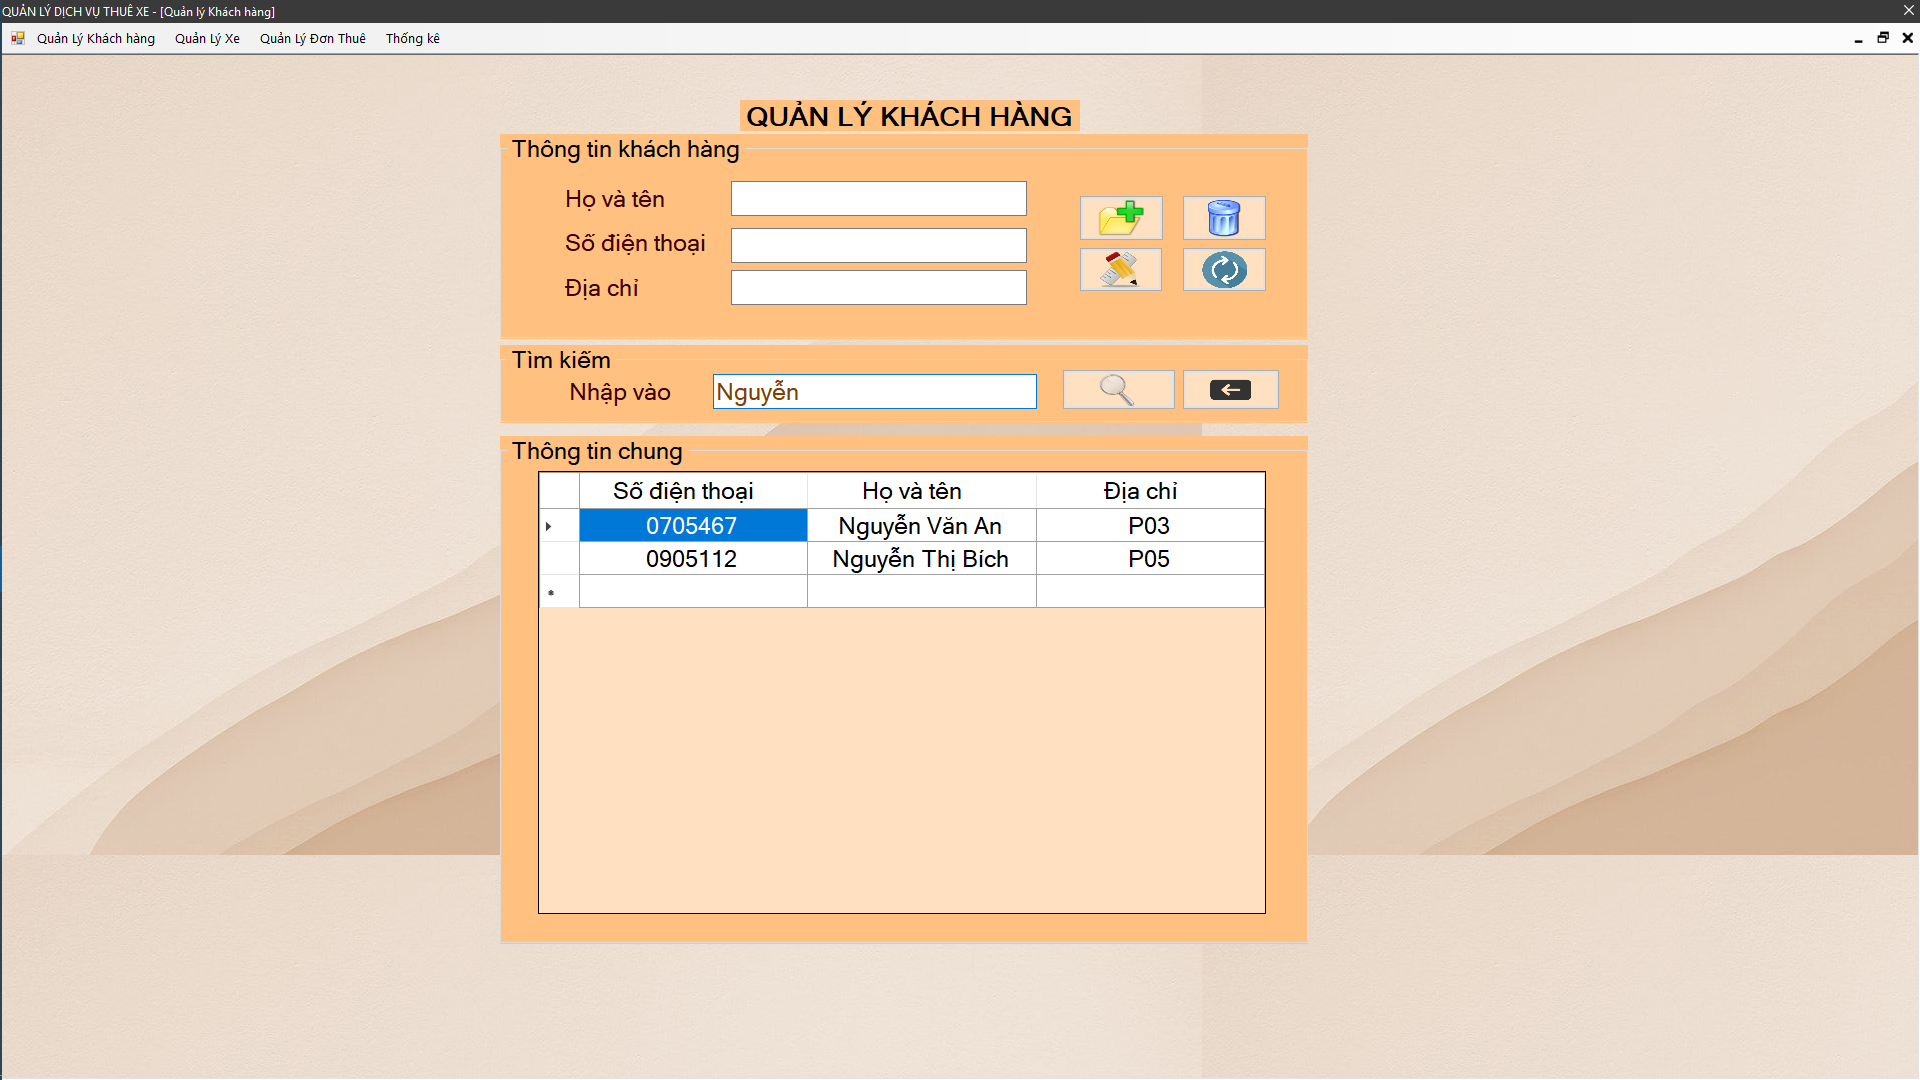 QUẢN LÝ DỊCH VỤ THUÊ XE - [Quản lý Khách hàng]
Quản Lý Khách hàng Quản Lý Xe Quản Lý Đơn Thuê Thống kê
QUẢN LÝ KHÁCH HÀNG
Thông tin khách hàng
Họ và tên
Số điện thoại
Địa chỉ
Tìm kiếm
Nhập vào Nguyễn
Thông tin chung
Số điện thoại Họ và tên Địa chỉ
0705467 Nguyễn Văn An P03
0905112 Nguyễn Thị Bích P05